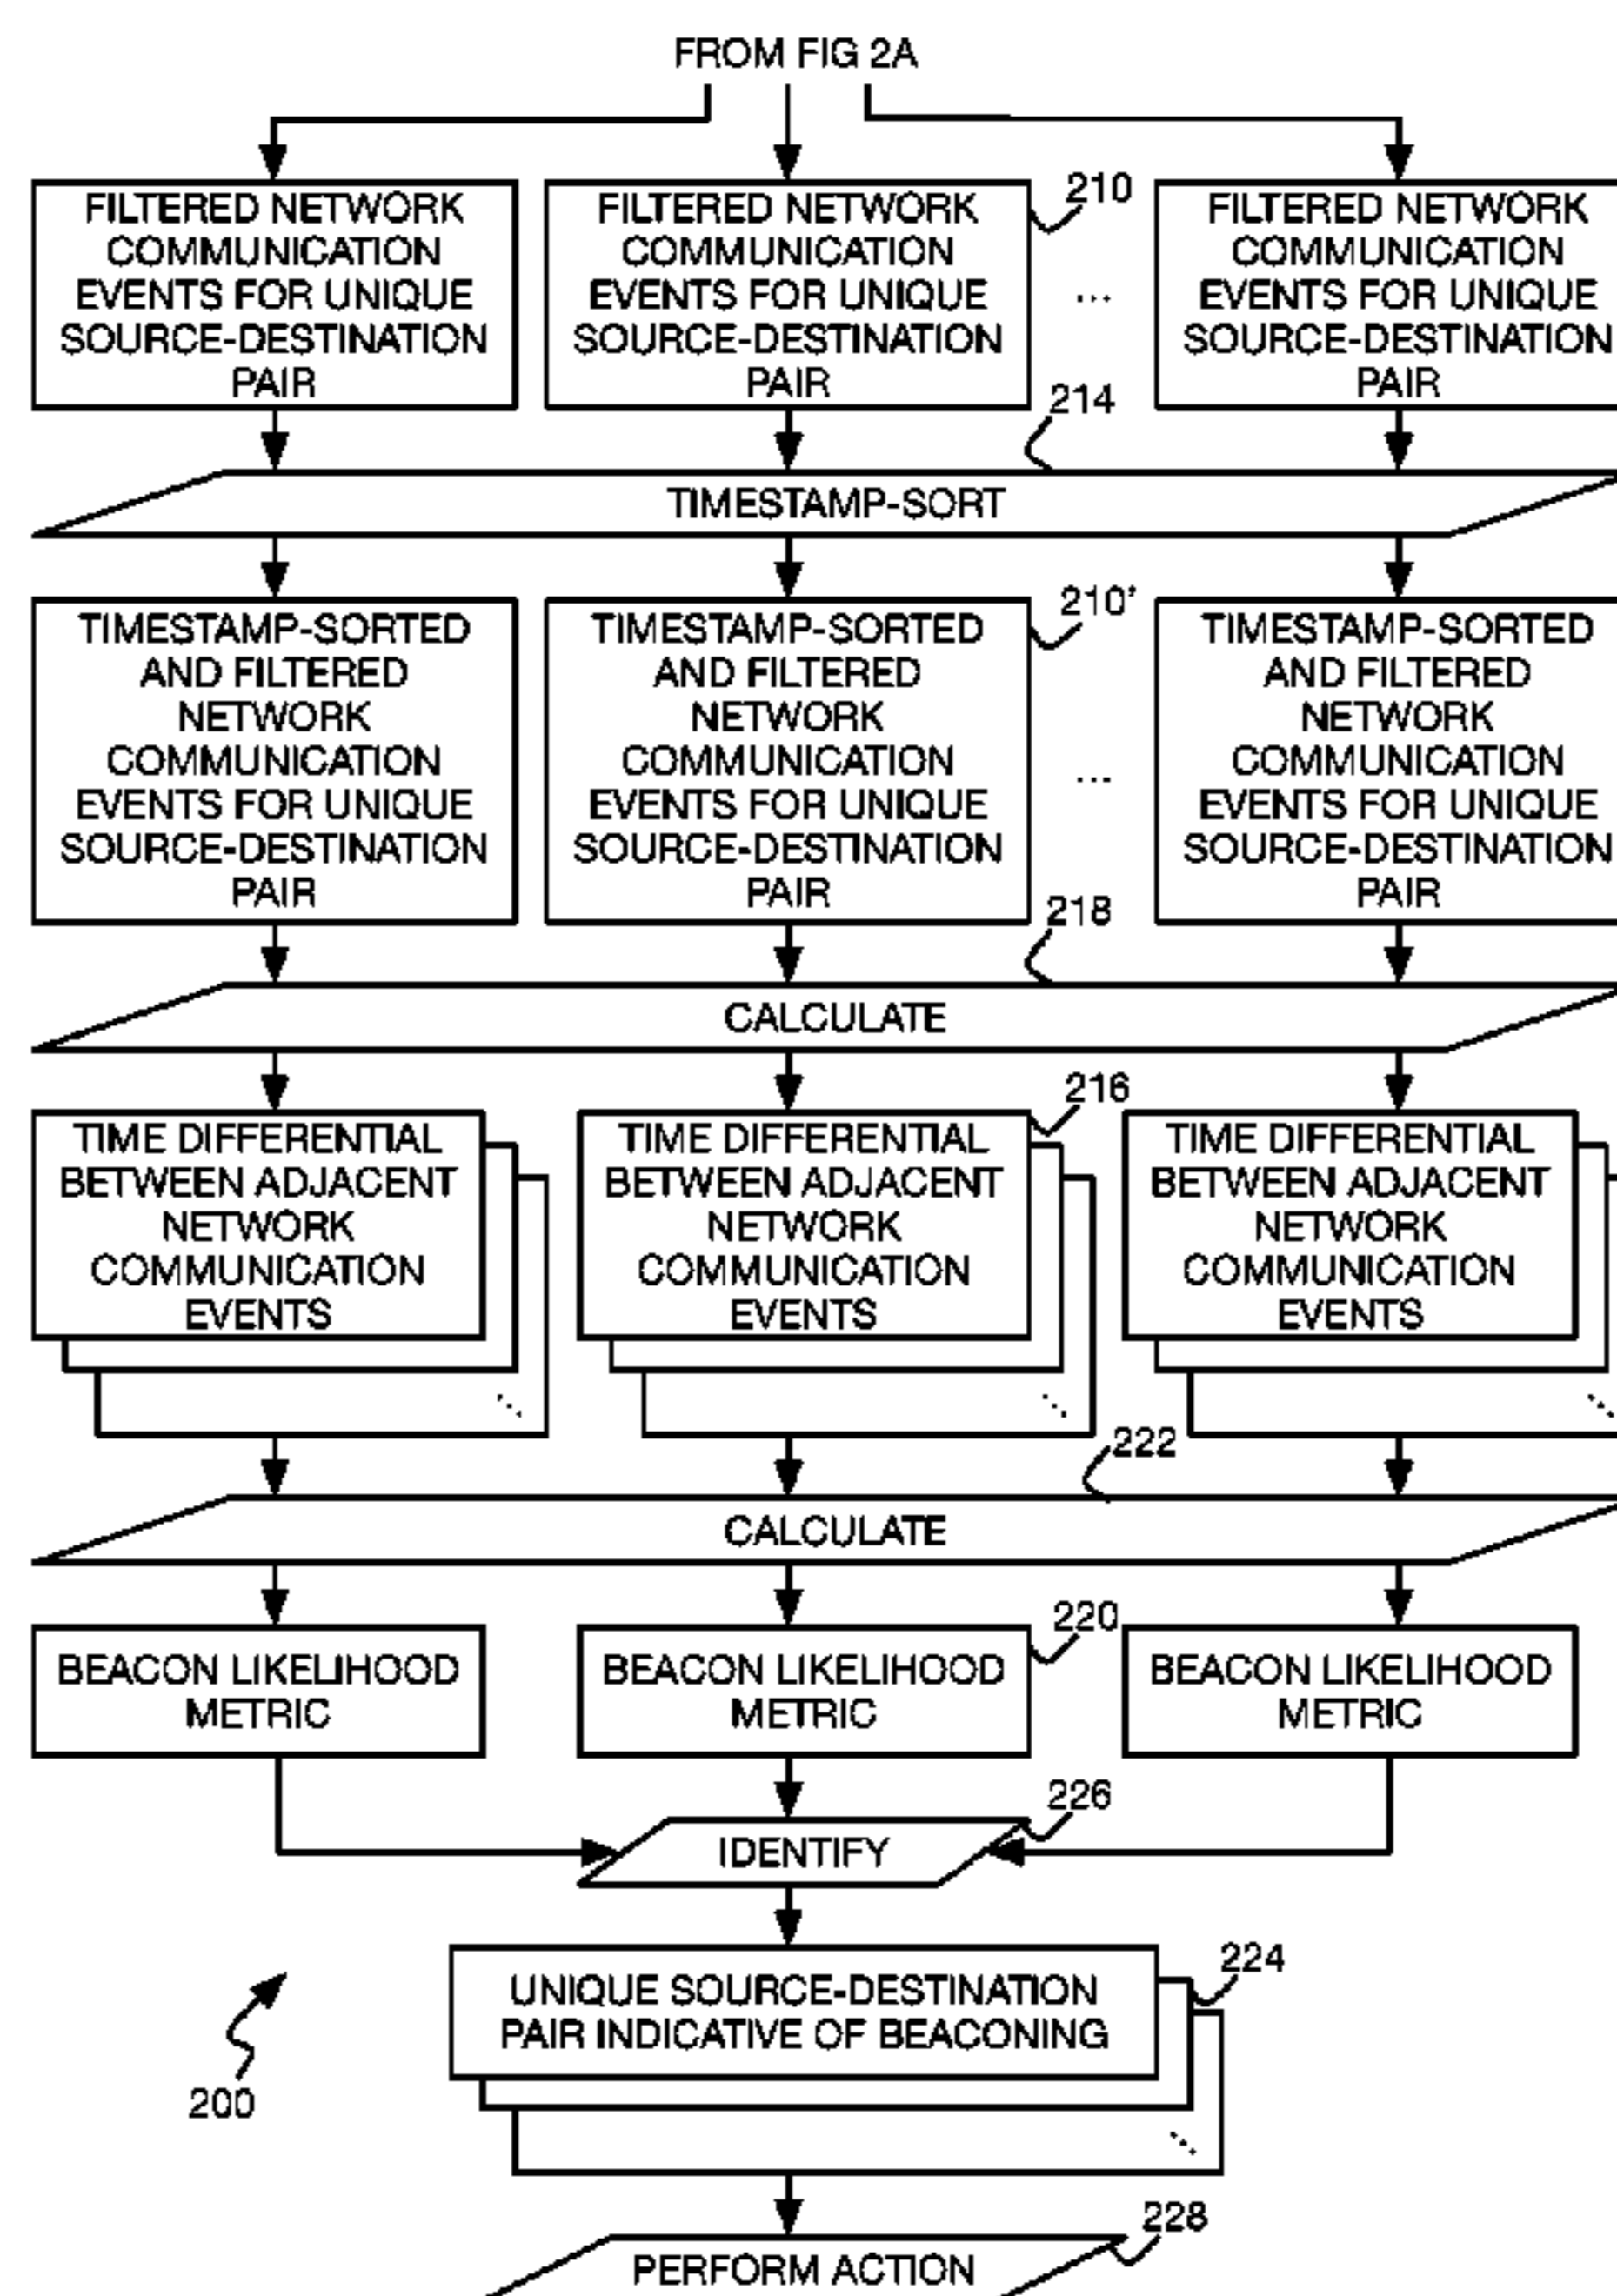 FROM FIG 2A
FILTERED NETWORK
COMMUNICATION
EVENTS FOR UNIQUE
SOURCE-DESTINATION
PAIR
FILTERED NETWORK
COMMUNICATION
EVENTS FOR UNIQUE
SOURCE-DESTINATION
PAIR
210
...
FILTERED NETWORK
COMMUNICATION
EVENTS FOR UNIQUE
SOURCE-DESTINATION
PAIR
214
TIMESTAMP-SORT
TIMESTAMP-SORTED
AND FILTERED
NETWORK
COMMUNICATION
EVENTS FOR UNIQUE
SOURCE-DESTINATION
PAIR
TIMESTAMP-SORTED
AND FILTERED
NETWORK
COMMUNICATION
EVENTS FOR UNIQUE
SOURCE-DESTINATION
PAIR
210'
...
TIMESTAMP-SORTED
AND FILTERED
NETWORK
COMMUNICATION
EVENTS FOR UNIQUE
SOURCE-DESTINATION
PAIR
218
CALCULATE
TIME DIFFERENTIAL
BETWEEN ADJACENT
NETWORK
COMMUNICATION
EVENTS
216
TIME DIFFERENTIAL
BETWEEN ADJACENT
NETWORK
COMMUNICATION
EVENTS
TIME DIFFERENTIAL
BETWEEN ADJACENT
NETWORK
COMMUNICATION
EVENTS
222
CALCULATE
BEACON LIKELIHOOD
METRIC
BEACON LIKELIHOOD
METRIC
220
BEACON LIKELIHOOD
METRIC
226
IDENTIFY
224
UNIQUE SOURCE-DESTINATION
PAIR INDICATIVE OF BEACONING
200
228
PERFORM ACTION